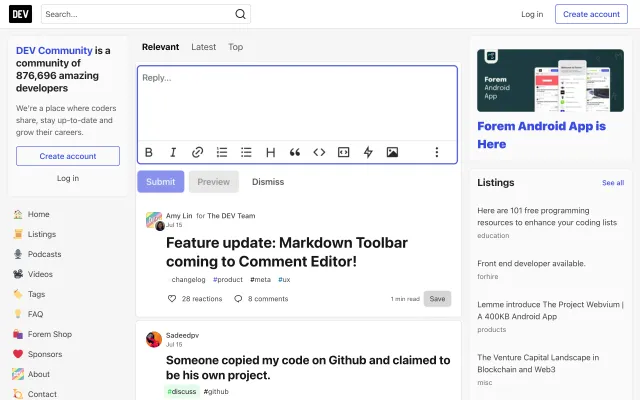 DEV
Search...
Log in
Create account
DEV Community is a
community of
876,696 amazing
developers
We're a place where coders
share, stay up-to-date and
grow their careers.
Create account
Log in
Home
Listings
Podcasts
Videos
Tags
FAQ
Forem Shop
Sponsors
About
Contact
Relevant
Latest
Top
Reply...
Submit
Preview
Dismiss
Amy Lin for The DEV Team
Jul 15
Feature update: Markdown Toolbar
coming to Comment Editor!
changelog #product #meta #ux
28 reactions
8 comments
1 min read
Save
Sadeedpv
Jul 15
Someone copied my code on Github and claimed to
be his own project.
#discuss #github
Forem
Android
App
Forem Android App is
Here
Listings
See all
Here are 101 free programming
resources to enhance your coding lists
education
Front end developer available.
forhire
Lemme introduce The Project Webvium |
A 400KB Android App
products
The Venture Capital Landscape in
Blockchain and Web3
misc